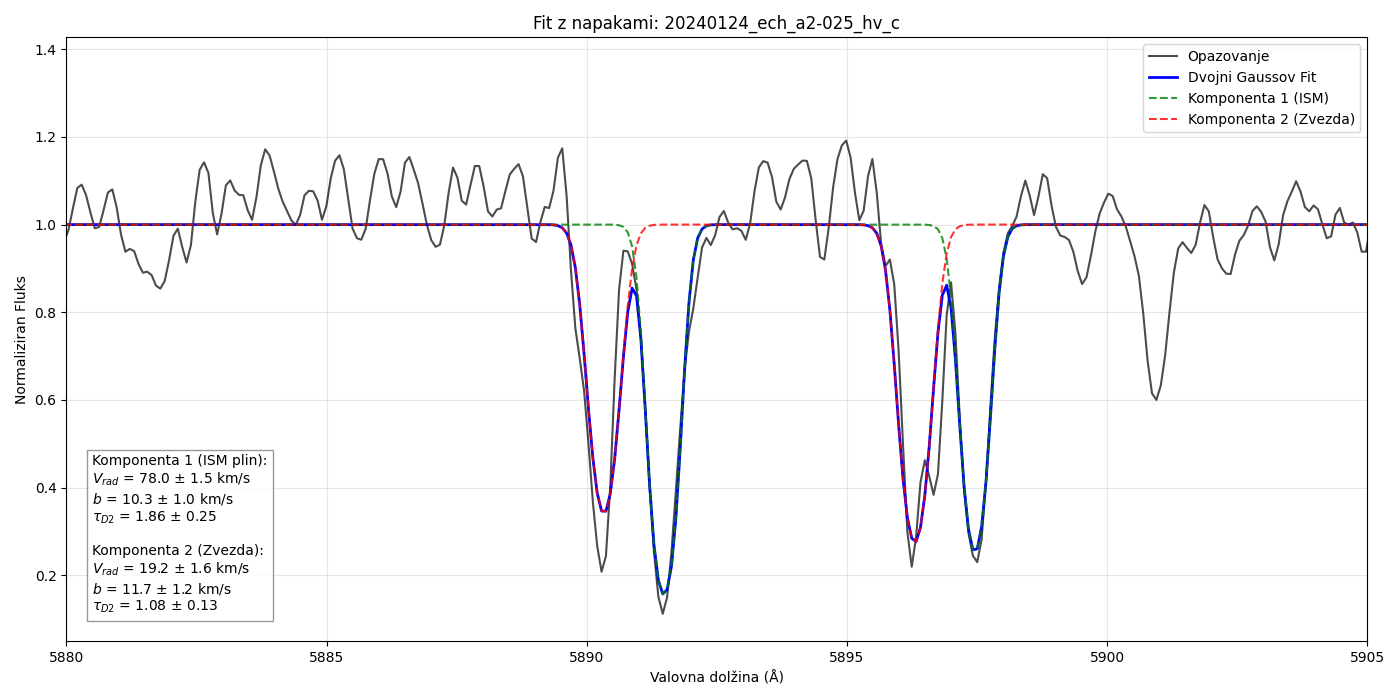 Fit z napakami: 20240124_ech_a2-025_hv_c
Normaliziran Fluks
1.4
1.2
1.0
0.8
0.6
0.4
0.2
Opazovanje
Dvojni Gaussov Fit
Komponenta 1 (ISM)
Komponenta 2 (Zvezda)
Komponenta 1 (ISM plin):
V_rad = 78.0 ± 1.5 km/s
b = 10.3 ± 1.0 km/s
τ_D2 = 1.86 ± 0.25
Komponenta 2 (Zvezda):
V_rad = 19.2 ± 1.6 km/s
b = 11.7 ± 1.2 km/s
τ_D2 = 1.08 ± 0.13
5880 5885 5890 5895 5900 5905
Valovna dolžina (Å)